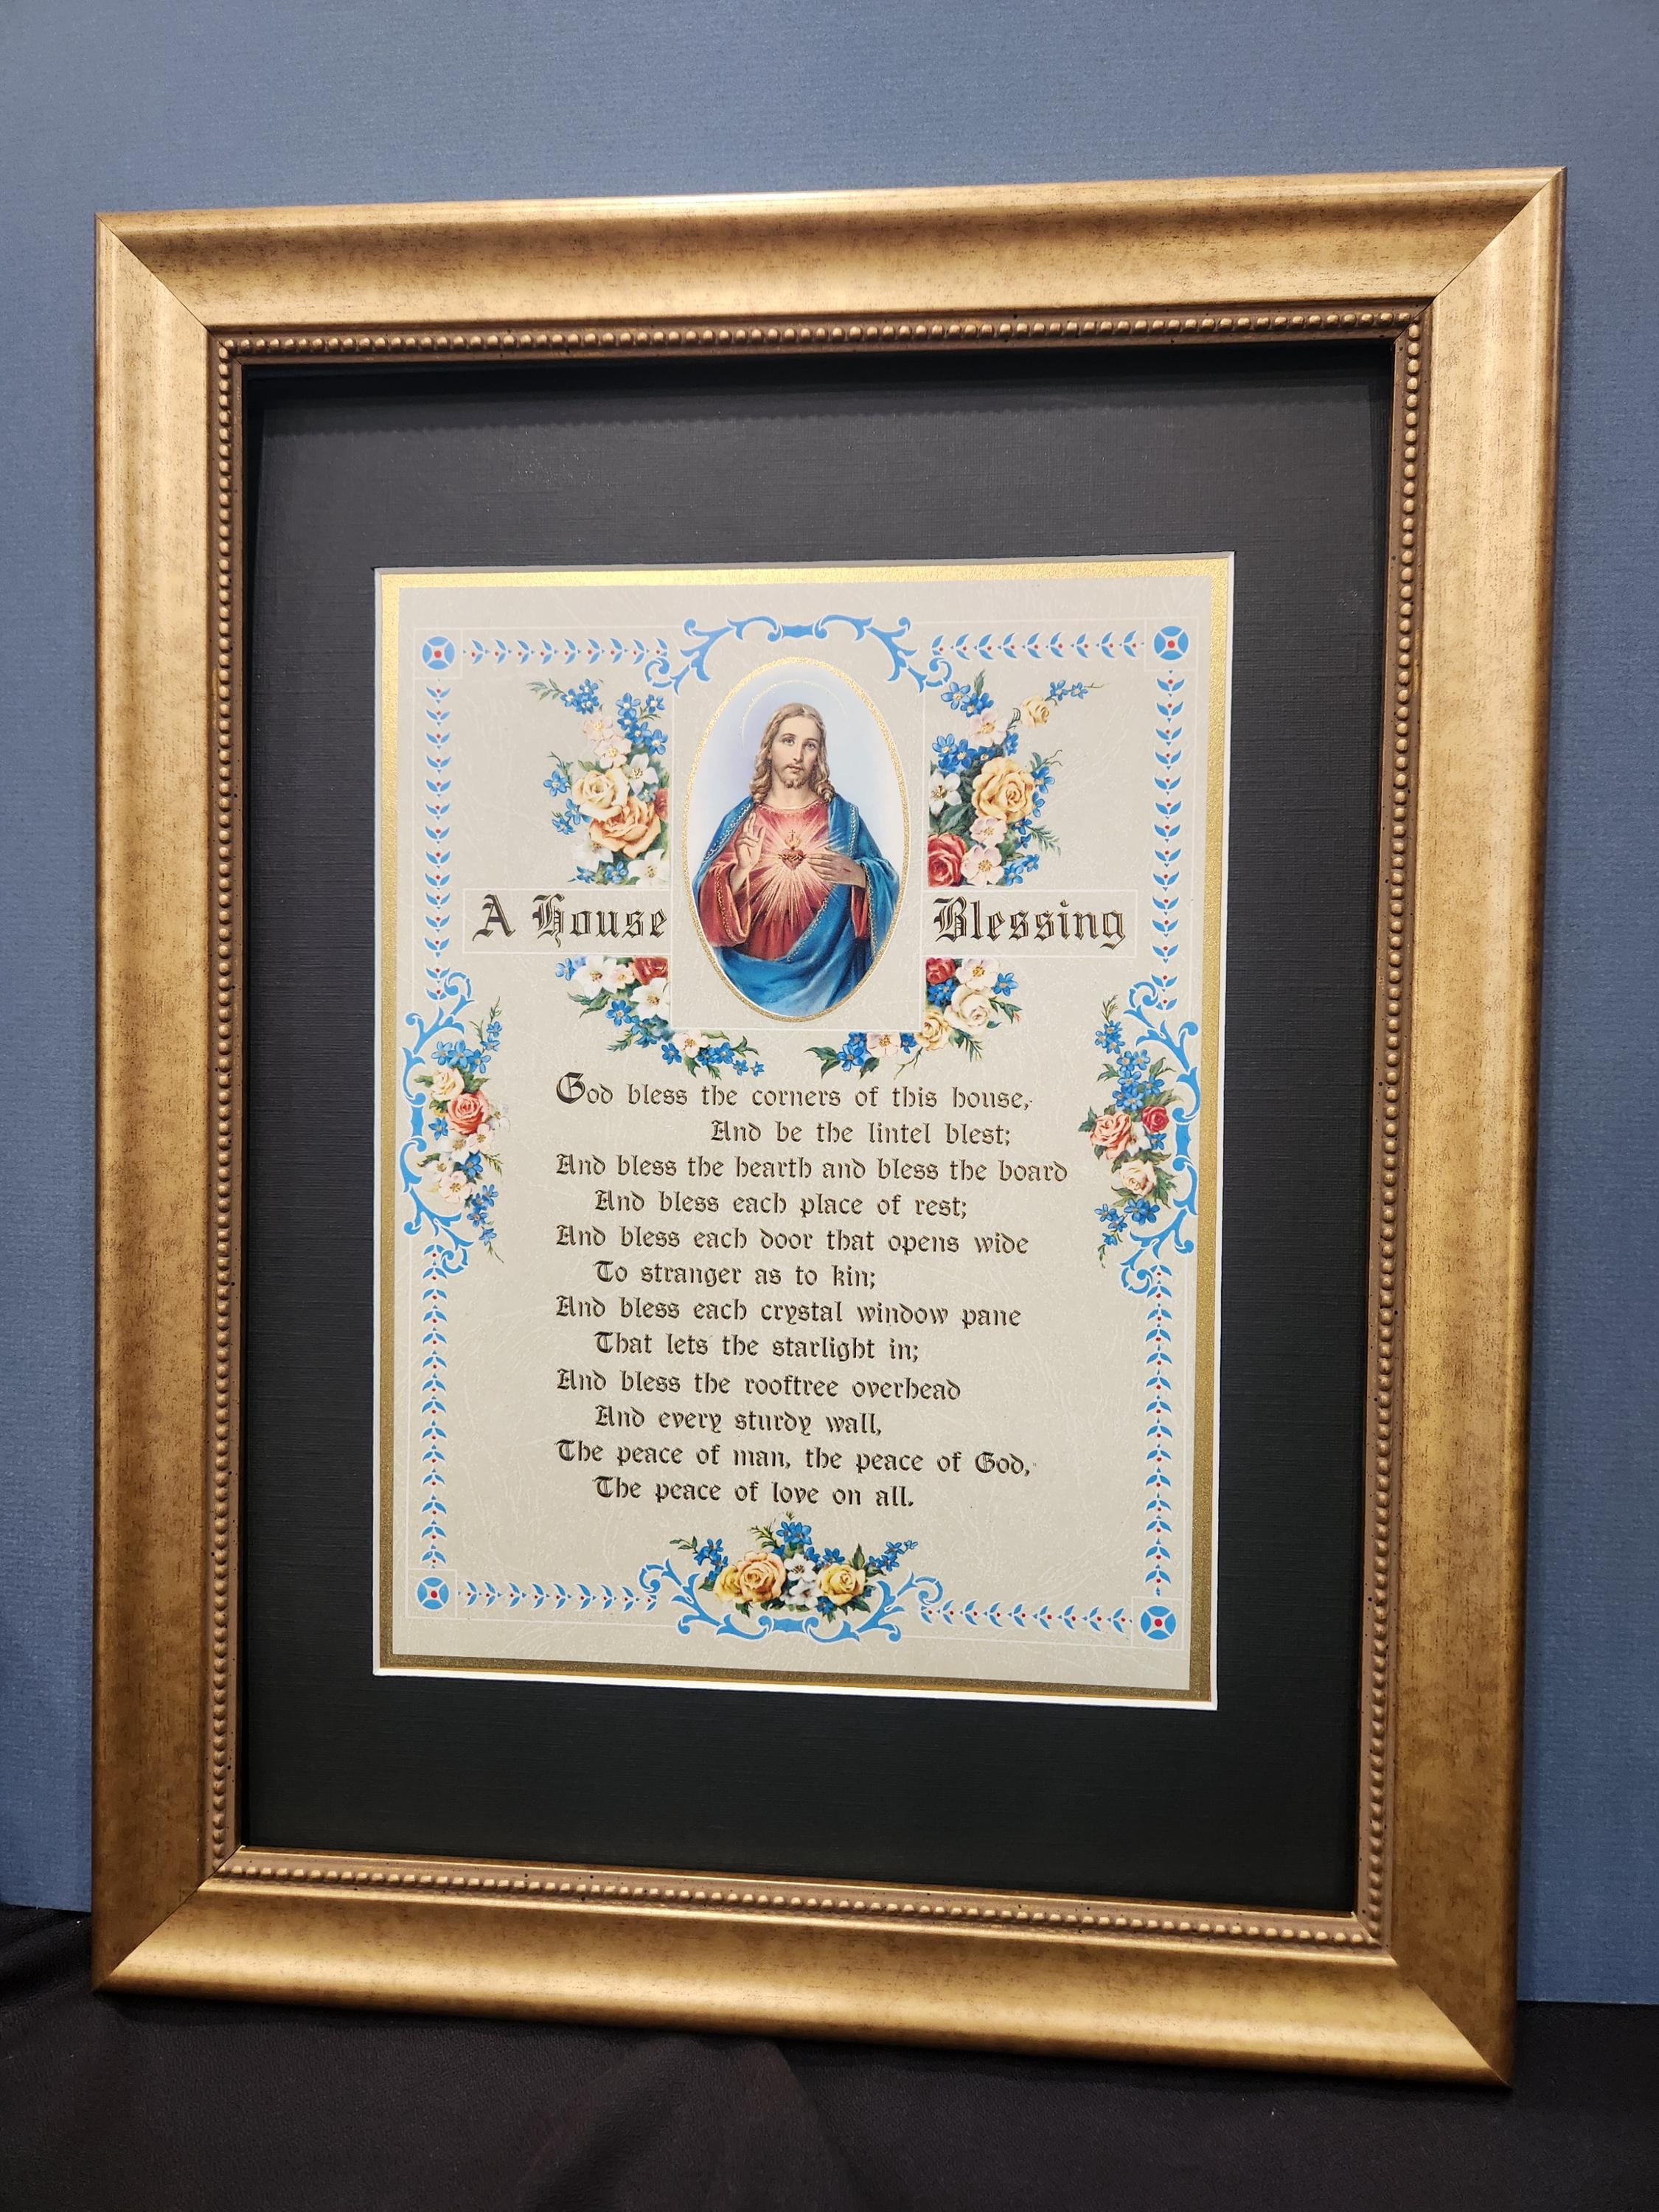 A House Blessing
God bless the corners of this house,
And be the lintel blest;
And bless the hearth and bless the board
And bless each place of rest;
And bless each door that opens wide
To stranger as to kin;
And bless each crystal window pane
That lets the starlight in;
And bless the rooftree overhead
And every sturdy wall,
The peace of man, the peace of God,
The peace of love on all.